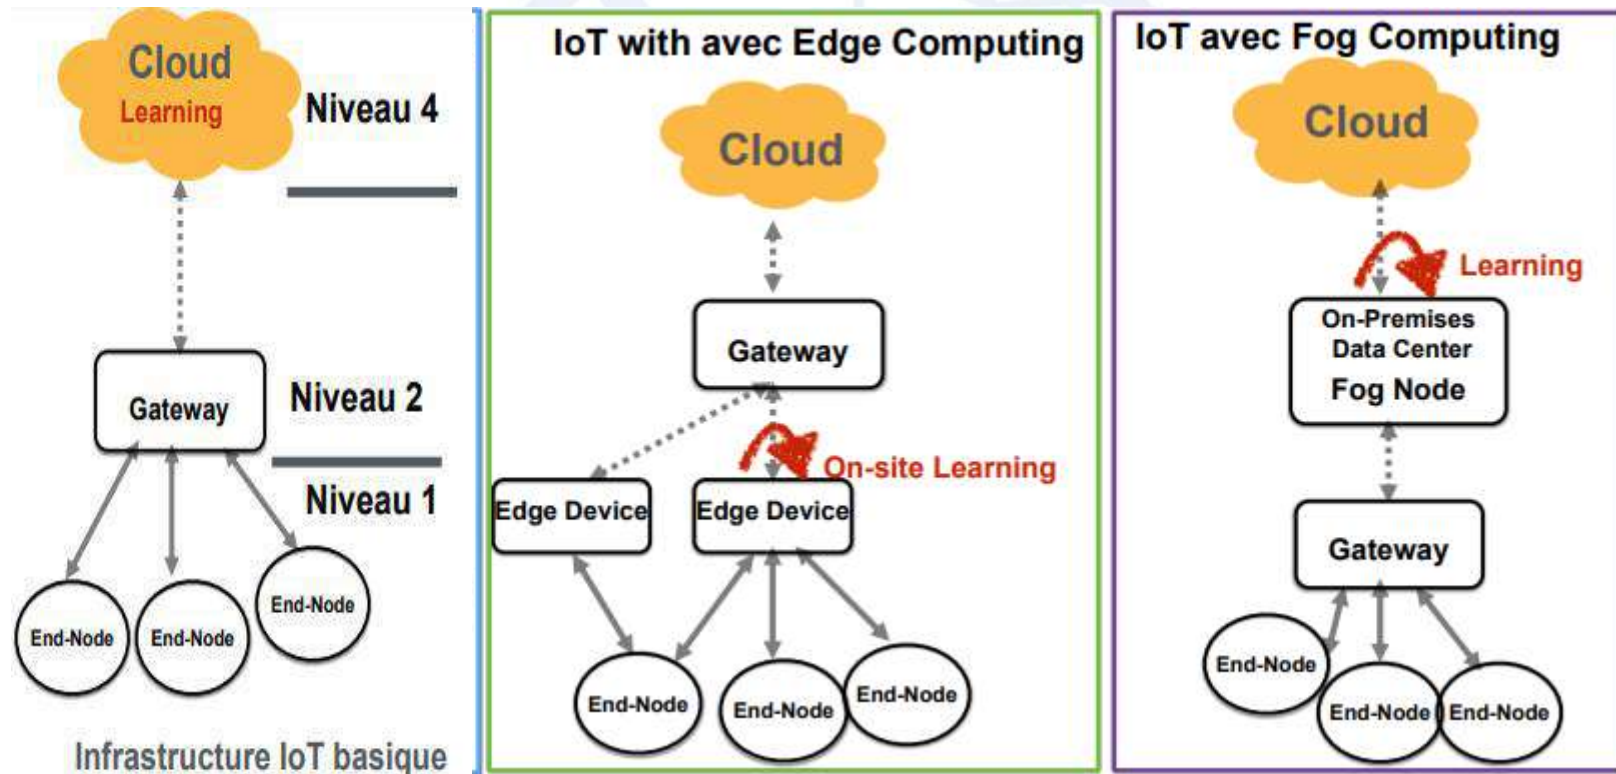 Cloud
Learning
Niveau 4
Gateway
Niveau 2
Niveau 1
End-Node
End-Node
End-Node
Infrastructure IoT basique
IoT with avec Edge Computing
Cloud
Gateway
On-site Learning
Edge Device
Edge Device
End-Node
End-Node
End-Node
IoT avec Fog Computing
Cloud
Learning
On-Premises
Data Center
Fog Node
Gateway
End-Node
End-Node
End-Node